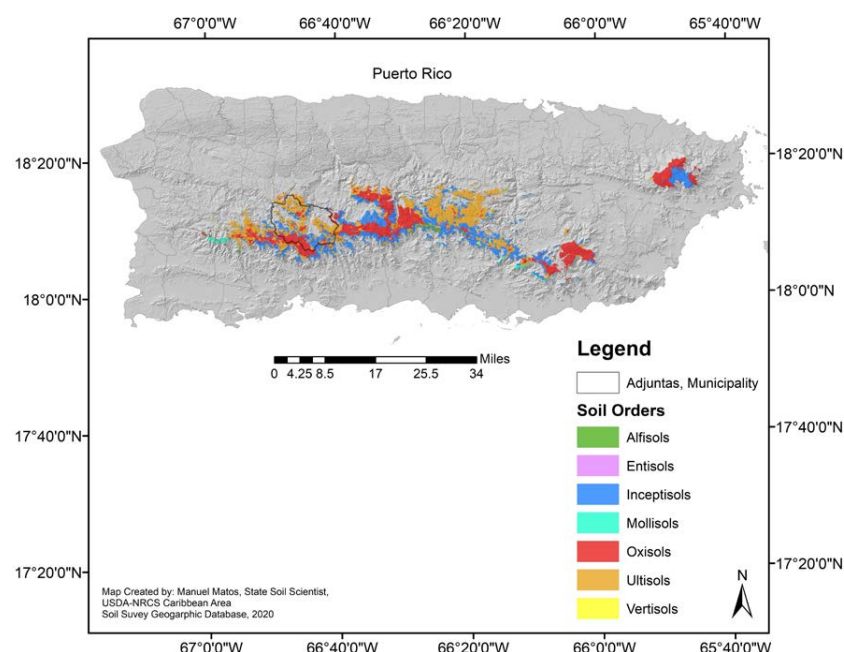 67°0'0"W 66°40'0"W 66°20'0"W 66°0'0"W 65°40'0"W
Puerto Rico
18°20'0"N 18°20'0"N
18°0'0"N 18°0'0"N
Miles
0 4.25 8.5 17 25.5 34
Legend
Adjuntas, Municipality
Soil Orders
17°40'0"N 17°40'0"N
Alfisols
Entisols
Inceptisols
Mollisols
Oxisols
17°20'0"N 17°20'0"N
Ultisols
Vertisols
N
Map Created by: Manuel Matos, State Soil Scientist,
USDA-NRCS Caribbean Area
Soil Suvey Geogarphic Database, 2020
67°0'0"W 66°40'0"W 66°20'0"W 66°0'0"W 65°40'0"W